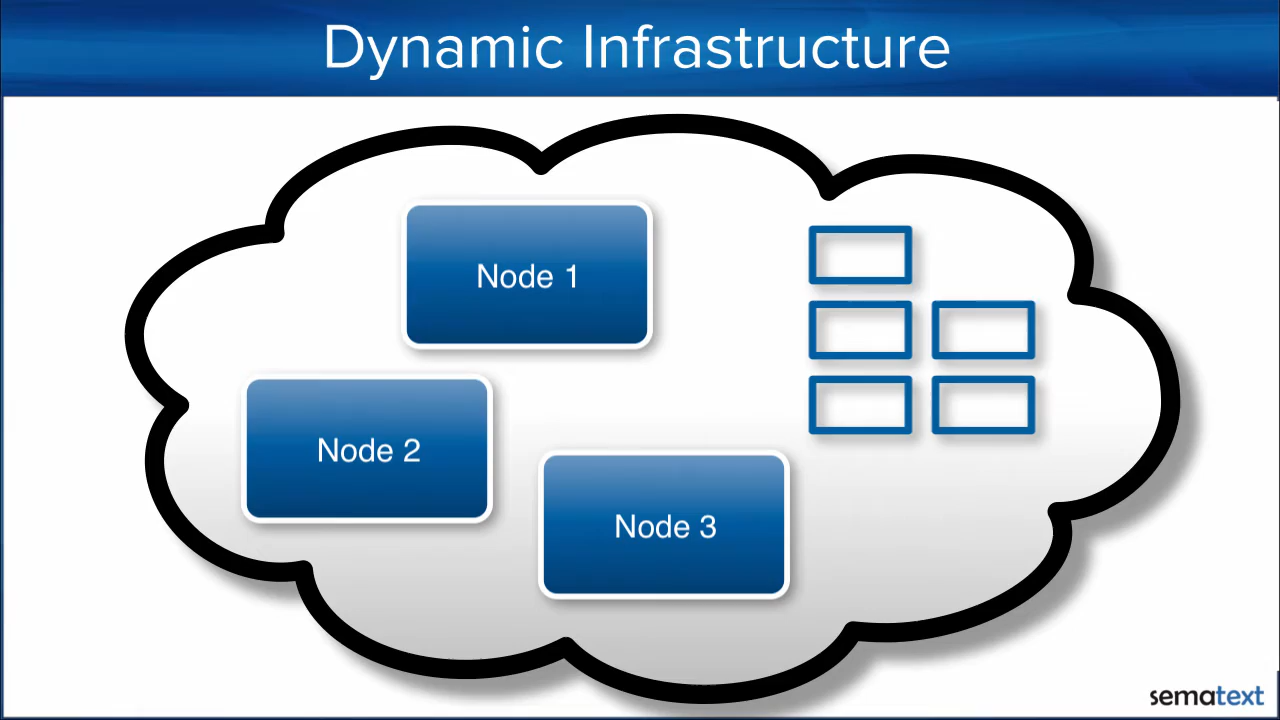 Dynamic Infrastructure
Node 1
Node 2
Node 3
sematext